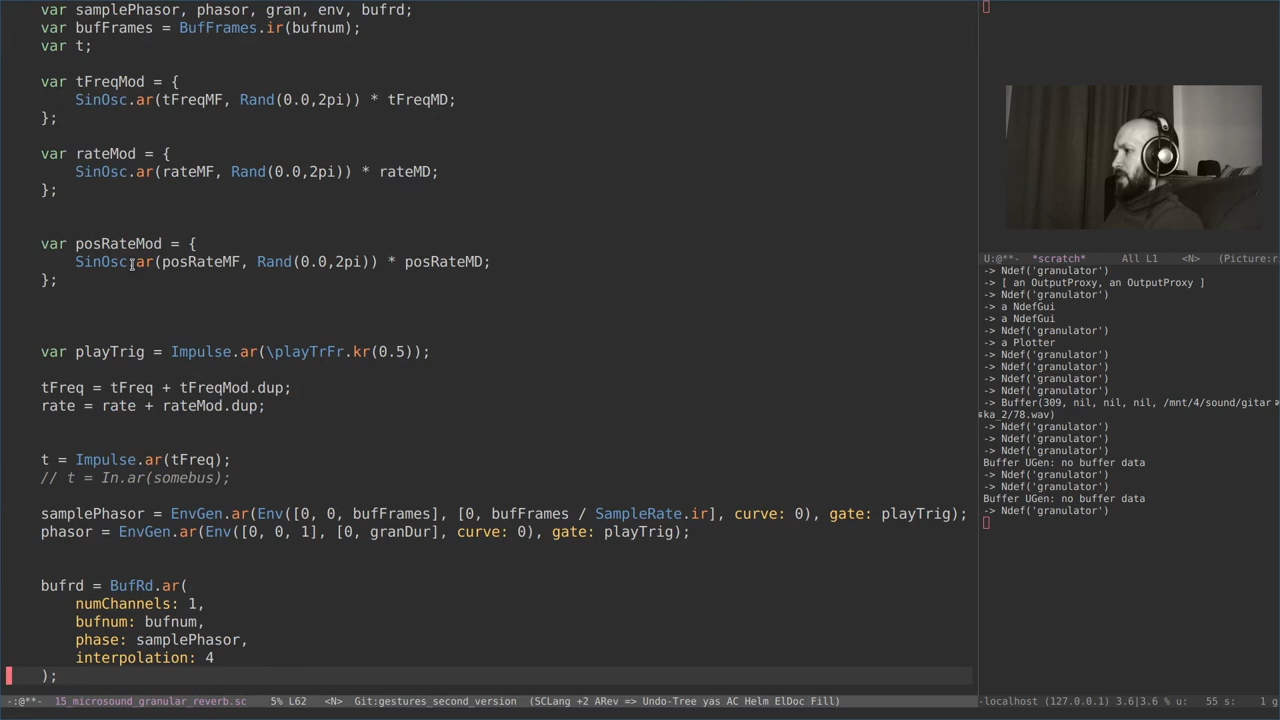 var samplePhasor, phasor, gran, env, bufrd;
var bufFrames = BufFrames.ir(bufnum);
var t;
var tFreqMod = {
SinOsc.ar(tFreqMF, Rand(0.0,2pi)) * tFreqMD;
};
var rateMod = {
SinOsc.ar(rateMF, Rand(0.0,2pi)) * rateMD;
};
var posRateMod = {
SinOsc.ar(posRateMF, Rand(0.0,2pi)) * posRateMD;
};
var playTrig = Impulse.ar(\playTrFr.kr(0.5));
tFreq = tFreq + tFreqMod.dup;
rate = rate + rateMod.dup;
t = Impulse.ar(tFreq);
// t = In.ar(somebus);
samplePhasor = EnvGen.ar(Env([0, 0, bufFrames], [0, bufFrames / SampleRate.ir], curve: 0), gate: playTrig);
phasor = EnvGen.ar(Env([0, 0, 1], [0, granDur], curve: 0), gate: playTrig);
bufrd = BufRd.ar(
numChannels: 1,
bufnum: bufnum,
phase: samplePhasor,
interpolation: 4
);
-:@**- 15_microsound_granular_reverb.sc 5% L62 <N> Git:gestures_second_version (SCLang +2 ARev => Undo-Tree yas AC Helm ElDoc Fill)
U:@**- *scratch* All L1 <N> (Picture:r
-> Ndef('granulator')
-> [ an OutputProxy, an OutputProxy ]
-> Ndef('granulator')
-> a NdefGui
-> a NdefGui
-> Ndef('granulator')
-> a Plotter
-> Ndef('granulator')
-> Ndef('granulator')
-> Ndef('granulator')
-> Ndef('granulator')
-> Buffer(309, nil, nil, nil, /mnt/4/sound/gitar
ka_2/78.wav)
-> Ndef('granulator')
-> Ndef('granulator')
-> Ndef('granulator')
Buffer UGen: no buffer data
-> Ndef('granulator')
-> Ndef('granulator')
Buffer UGen: no buffer data
-> Ndef('granulator')
-localhost (127.0.0.1) 3.6|3.6 % u: 55 s: 1 g